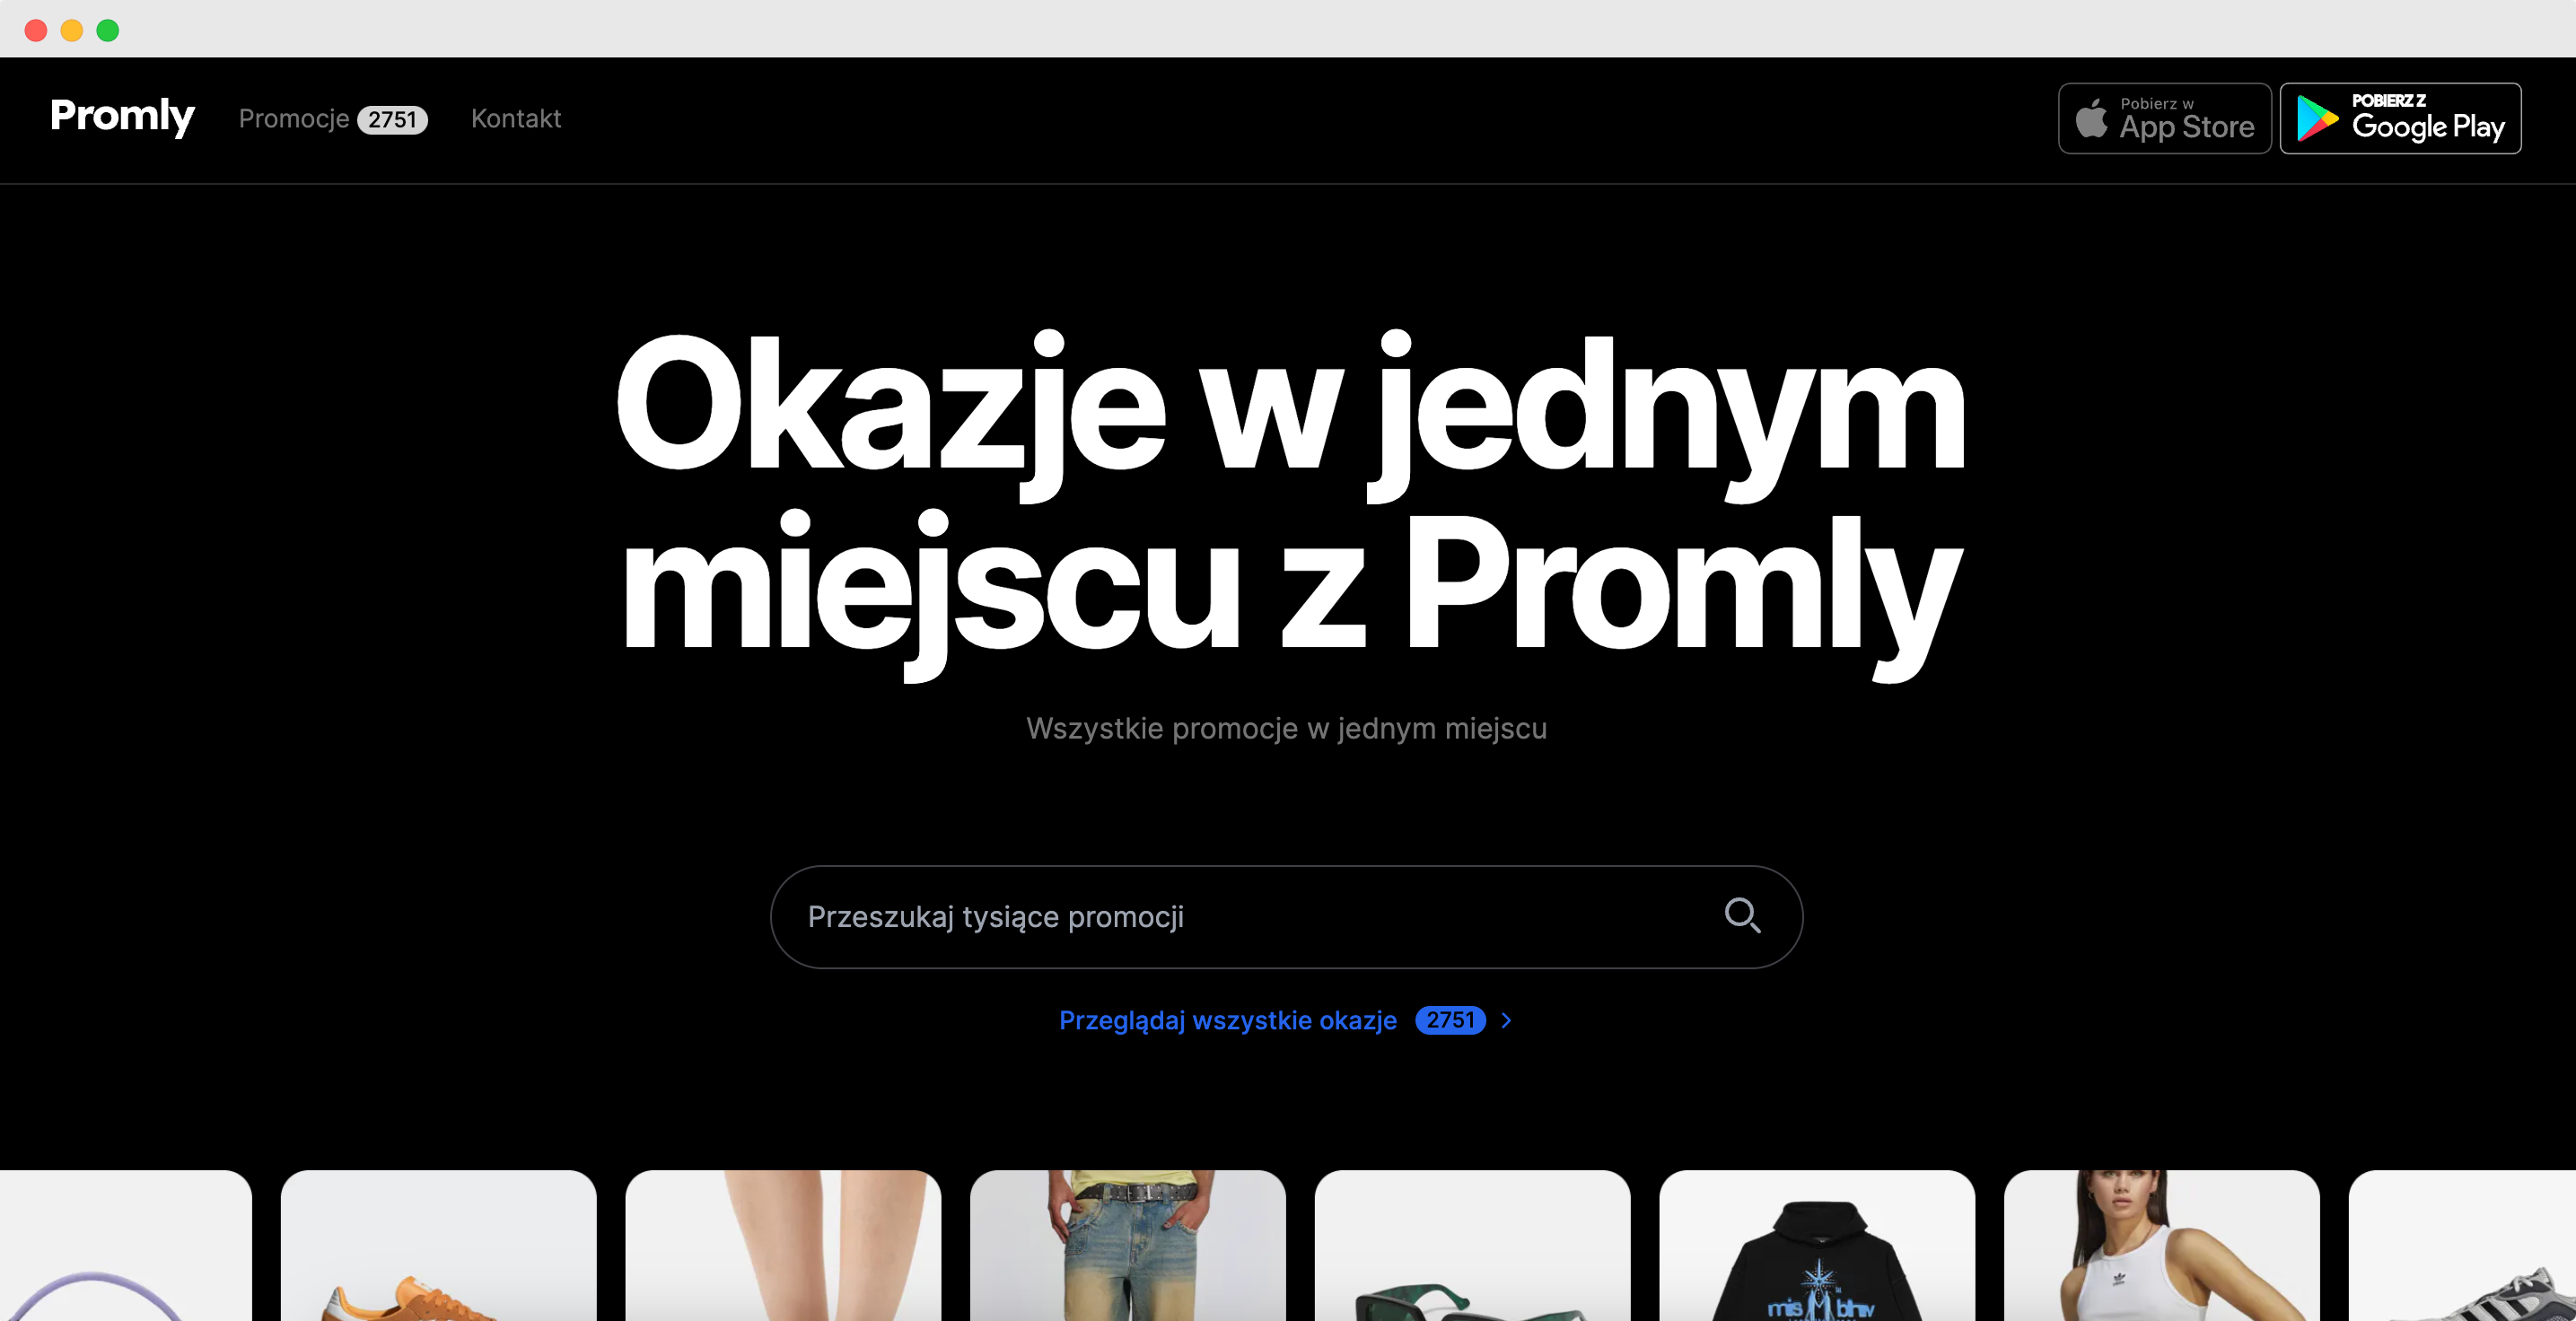 Promly
Promocje 2751
Kontakt
Pobierz w
App Store
POBIERZ Z
Google Play
Okazje w jednym
miejscu z Promly
Wszystkie promocje w jednym miejscu
Przeszukaj tysiące promocji
Przeglądaj wszystkie okazje 2751
mis M bhv